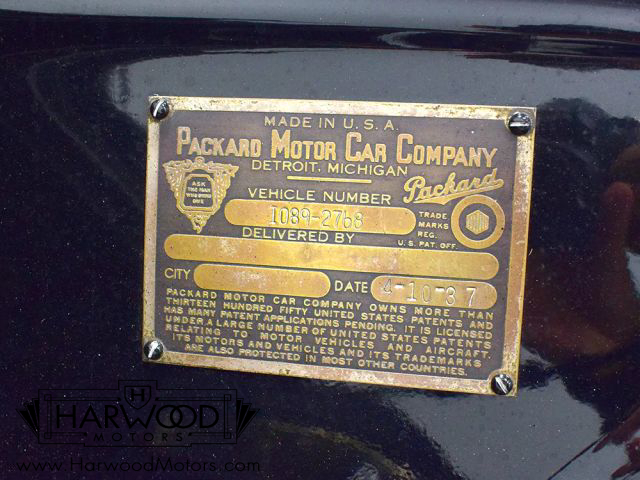 MADE IN U.S.A.
PACKARD MOTOR CAR COMPANY
DETROIT, MICHIGAN
ASK
THE MAN
WHO OWNS
ONE
Packard
VEHICLE NUMBER
1089-2768
TRADE
MARKS
REG.
U.S. PAT. OFF.
DELIVERED BY
CITY
DATE 4-10-37
PACKARD MOTOR CAR COMPANY OWNS MORE THAN
THIRTEEN HUNDRED FIFTY UNITED STATES PATENTS AND
HAS MANY PATENT APPLICATIONS PENDING. IT IS LICENSED
UNDER A LARGE NUMBER OF UNITED STATES PATENTS
RELATING TO MOTOR VEHICLES AND AIRCRAFT.
ITS MOTORS AND VEHICLES AND ITS TRADEMARKS
ARE ALSO PROTECTED IN MOST OTHER COUNTRIES.
H
HARWOOD
MOTORS
www.HarwoodMotors.com